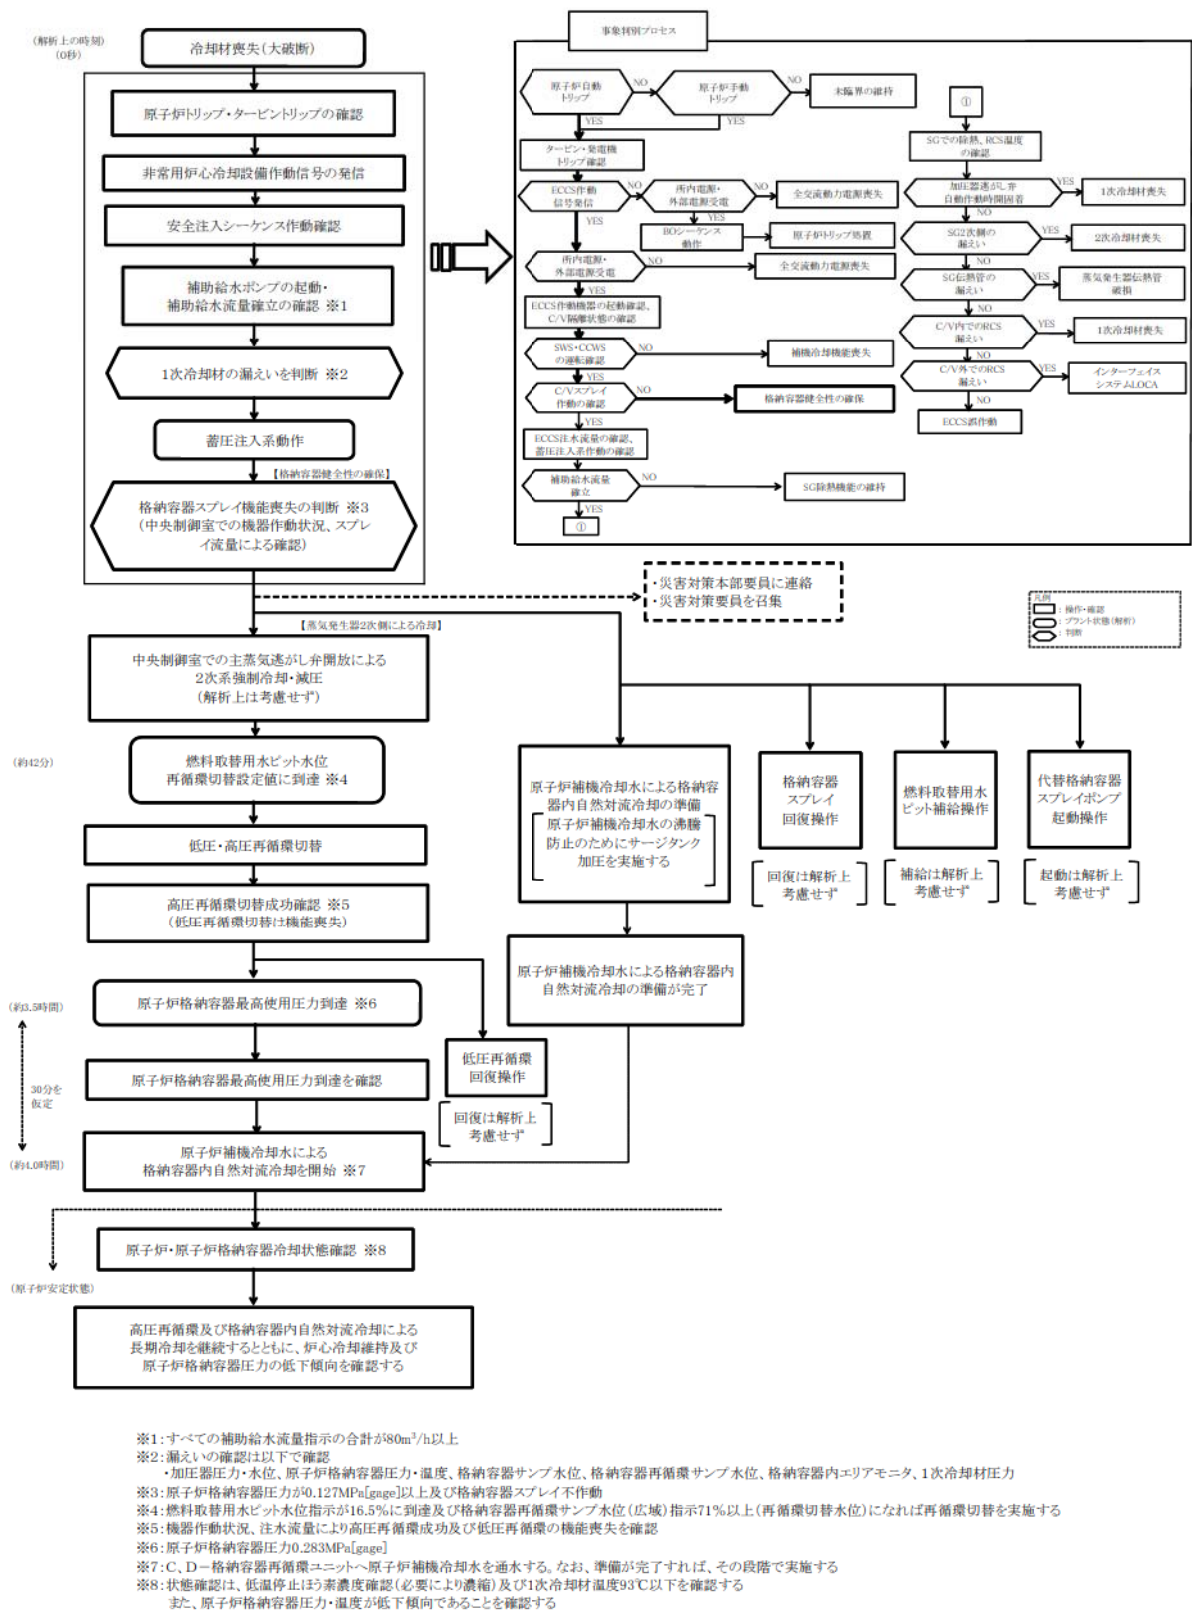 (解析上の時刻)
(0秒)
冷却材喪失(大破断)
原子炉トリップ・タービントリップの確認
非常用炉心冷却設備作動信号の発信
安全注入シーケンス作動確認
補助給水ポンプの起動・
補助給水流量確立の確認 ※1
1次冷却材の漏えいを判断 ※2
蓄圧注入系動作
【格納容器健全性の確保】
格納容器スプレイ機能喪失の判断 ※3
(中央制御室での機器作動状況、スプレ
イ流量による確認)
事象判別プロセス
原子炉自動
トリップ
NO
原子炉手動
トリップ
NO
未臨界の維持
YES
YES
タービン・発電機
トリップ確認
ECCS作動
信号発信
NO
所内電源・
外部電源受電
NO
全交流動力電源喪失
YES
YES
BOシーケンス
動作
原子炉トリップ処置
所内電源・
外部電源受電
NO
全交流動力電源喪失
YES
ECCS作動機器の起動確認、
C/V隔離状態の確認
SWS・CCWS
の運転確認
NO
補機冷却機能喪失
YES
C/Vスプレイ
作動の確認
NO
格納容器健全性の確保
YES
ECCS注水流量の確認、
蓄圧注入系作動の確認
補助給水流量
確立
NO
SG除熱機能の維持
YES
①
①
SGでの除熱、RCS温度
の確認
加圧器逃がし弁
自動作動時間固着
YES
1次冷却材喪失
NO
SG2次側の
漏えい
YES
2次冷却材喪失
NO
SG伝熱管の
漏えい
YES
蒸気発生器伝熱管
破損
NO
C/V内でのRCS
漏えい
YES
1次冷却材喪失
NO
C/V外でのRCS
漏えい
YES
インターフェイス
システムLOCA
NO
ECCS誤作動
・災害対策本部要員に連絡
・災害対策要員を召集
凡例
:操作・確認
:プラント状態(解析)
:判断
【蒸気発生器2次側による冷却】
中央制御室での主蒸気逃がし弁開放による
2次系強制冷却・減圧
(解析上は考慮せず)
(約42分)
燃料取替用水ピット水位
再循環切替設定値に到達 ※4
低圧・高圧再循環切替
高圧再循環切替成功確認 ※5
(低圧再循環切替は機能喪失)
(約3.5時間)
原子炉格納容器最高使用圧力到達 ※6
30分を
仮定
原子炉格納容器最高使用圧力到達を確認
(約4.0時間)
原子炉補機冷却水による
格納容器内自然対流冷却を開始 ※7
低圧再循環
回復操作
回復は解析上
考慮せず
原子炉補機冷却水による格納容
器内自然対流冷却の準備
原子炉補機冷却水の沸騰
防止のためにサージタンク
加圧を実施する
原子炉補機冷却水による格納容器内
自然対流冷却の準備が完了
格納容器
スプレイ
回復操作
回復は解析上
考慮せず
燃料取替用水
ピット補給操作
補給は解析上
考慮せず
代替格納容器
スプレイポンプ
起動操作
起動は解析上
考慮せず
原子炉・原子炉格納容器冷却状態確認 ※8
(原子炉安定状態)
高圧再循環及び格納容器内自然対流冷却による
長期冷却を継続するとともに、炉心冷却維持及び
原子炉格納容器圧力の低下傾向を確認する
※1:すべての補助給水流量指示の合計が80m³/h以上
※2:漏えいの確認は以下で確認
・加圧器圧力・水位、原子炉格納容器圧力・温度、格納容器サンプ水位、格納容器再循環サンプ水位、格納容器内エリアモニタ、1次冷却材圧力
※3:原子炉格納容器圧力が0.127MPa[gage]以上及び格納容器スプレイ不作動
※4:燃料取替用水ピット水位指示が16.5%に到達及び格納容器再循環サンプ水位(広域)指示71%以上(再循環切替水位)になれば再循環切替を実施する
※5:機器作動状況、注水流量により高圧再循環成功及び低圧再循環の機能喪失を確認
※6:原子炉格納容器圧力0.283MPa[gage]
※7:C、D-格納容器再循環ユニットへ原子炉補機冷却水を通水する。なお、準備が完了すれば、その段階で実施する
※8:状態確認は、低温停止ほう素濃度確認(必要により濃縮)及び1次冷却材温度93℃以下を確認する
また、原子炉格納容器圧力・温度が低下傾向であることを確認する